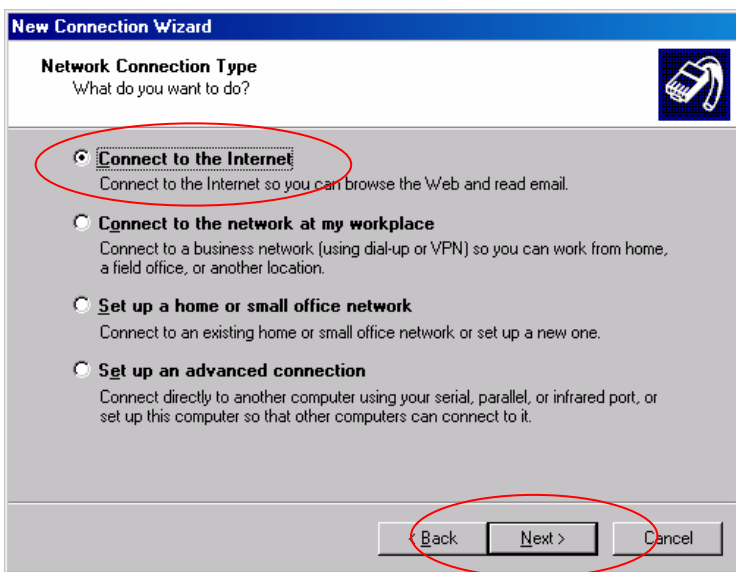 New Connection Wizard
Network Connection Type
What do you want to do?
Connect to the Internet
Connect to the Internet so you can browse the Web and read email.
Connect to the network at my workplace
Connect to a business network (using dial-up or VPN) so you can work from home,
a field office, or another location.
Set up a home or small office network
Connect to an existing home or small office network or set up a new one.
Set up an advanced connection
Connect directly to another computer using your serial, parallel, or infrared port, or
set up this computer so that other computers can connect to it.
< Back Next > Cancel